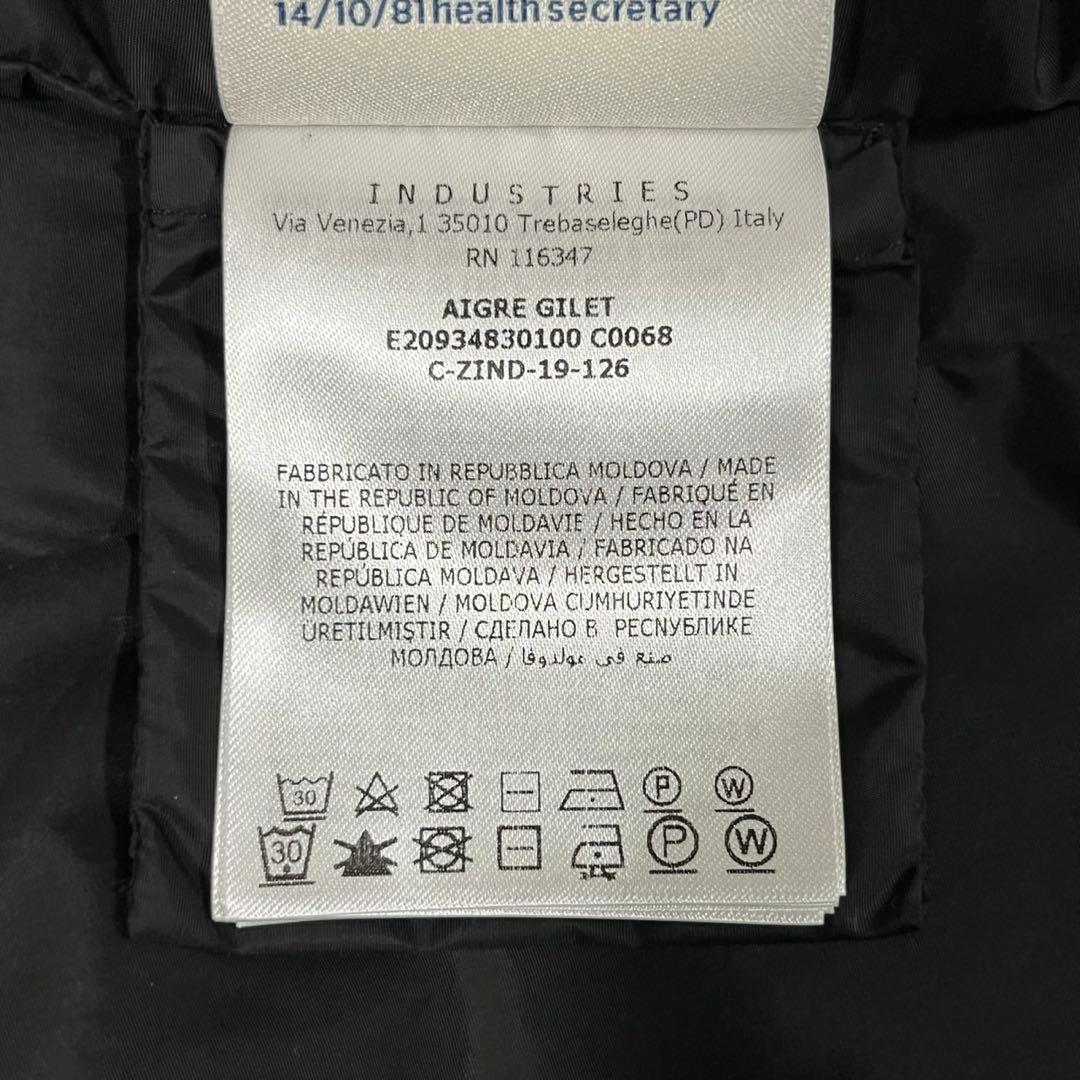 14/10/81 health secretary
INDUSTRIES
Via Venezia,1 35010 Trebaseleghe(PD) Italy
RN 116347
AIGRE GILET
E20934830100 C0068
C-ZIND-19-126
FABBRICATO IN REPUBBLICA MOLDOVA / MADE
IN THE REPUBLIC OF MOLDOVA / FABRIQUÉ EN
RÉPUBLIQUE DE MOLDAVIE / HECHO EN LA
REPÚBLICA DE MOLDAVIA / FABRICADO NA
REPÚBLICA MOLDAVA / HERGESTELLT IN
MOLDAWIEN / MOLDOVA CUMHURIYETINDE
ÜRETILMIŞTIR / СДЕЛАНО В РЕСПУБЛИКЕ
МОЛДОВА / صنع في مولدوفا
30 P W
30 P W